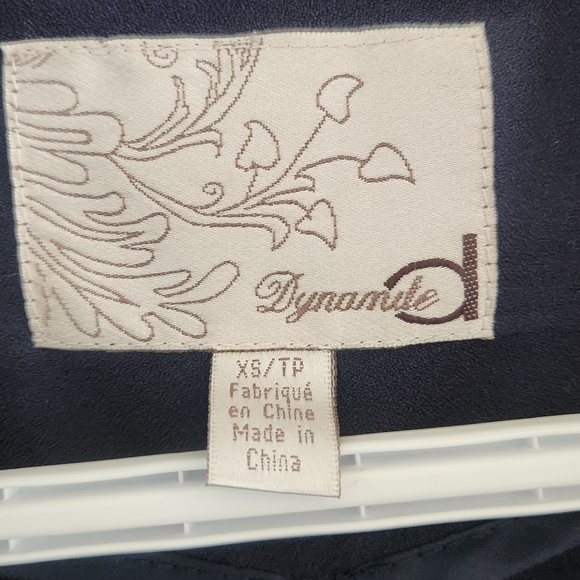 Dynamite
d
XS/TP
Fabriqué
en Chine
Made in
China